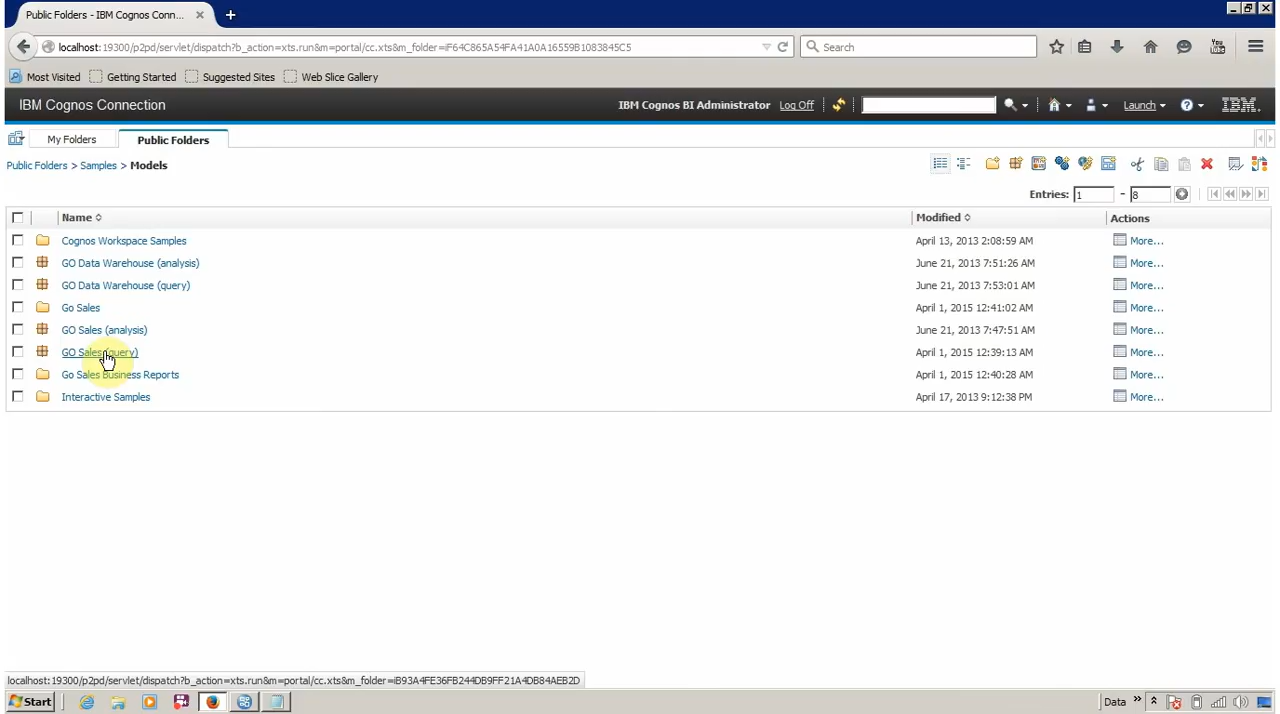 Public Folders - IBM Cognos Conn...
localhost:19300/p2pd/servlet/dispatch?b_action=xts.run&m=portal/cc.xts&m_folder=iF64C865A54FA41A0A16559B1083845C5
Search
You Tube
Most Visited Getting Started Suggested Sites Web Slice Gallery
IBM Cognos Connection IBM Cognos BI Administrator Log Off Launch IBM
My Folders Public Folders
Public Folders > Samples > Models
Entries: 1 - 8
Name Modified Actions
Cognos Workspace Samples April 13, 2013 2:08:59 AM More...
GO Data Warehouse (analysis) June 21, 2013 7:51:26 AM More...
GO Data Warehouse (query) June 21, 2013 7:53:01 AM More...
Go Sales April 1, 2015 12:41:02 AM More...
GO Sales (analysis) June 21, 2013 7:47:51 AM More...
GO Sales (query) April 1, 2015 12:39:13 AM More...
Go Sales Business Reports April 1, 2015 12:40:28 AM More...
Interactive Samples April 17, 2013 9:12:38 PM More...
localhost:19300/p2pd/servlet/dispatch?b_action=xts.run&m=portal/cc.xts&m_folder=iB93A4FE36FB244DB9FF21A4DB84AEB2D
Start Data